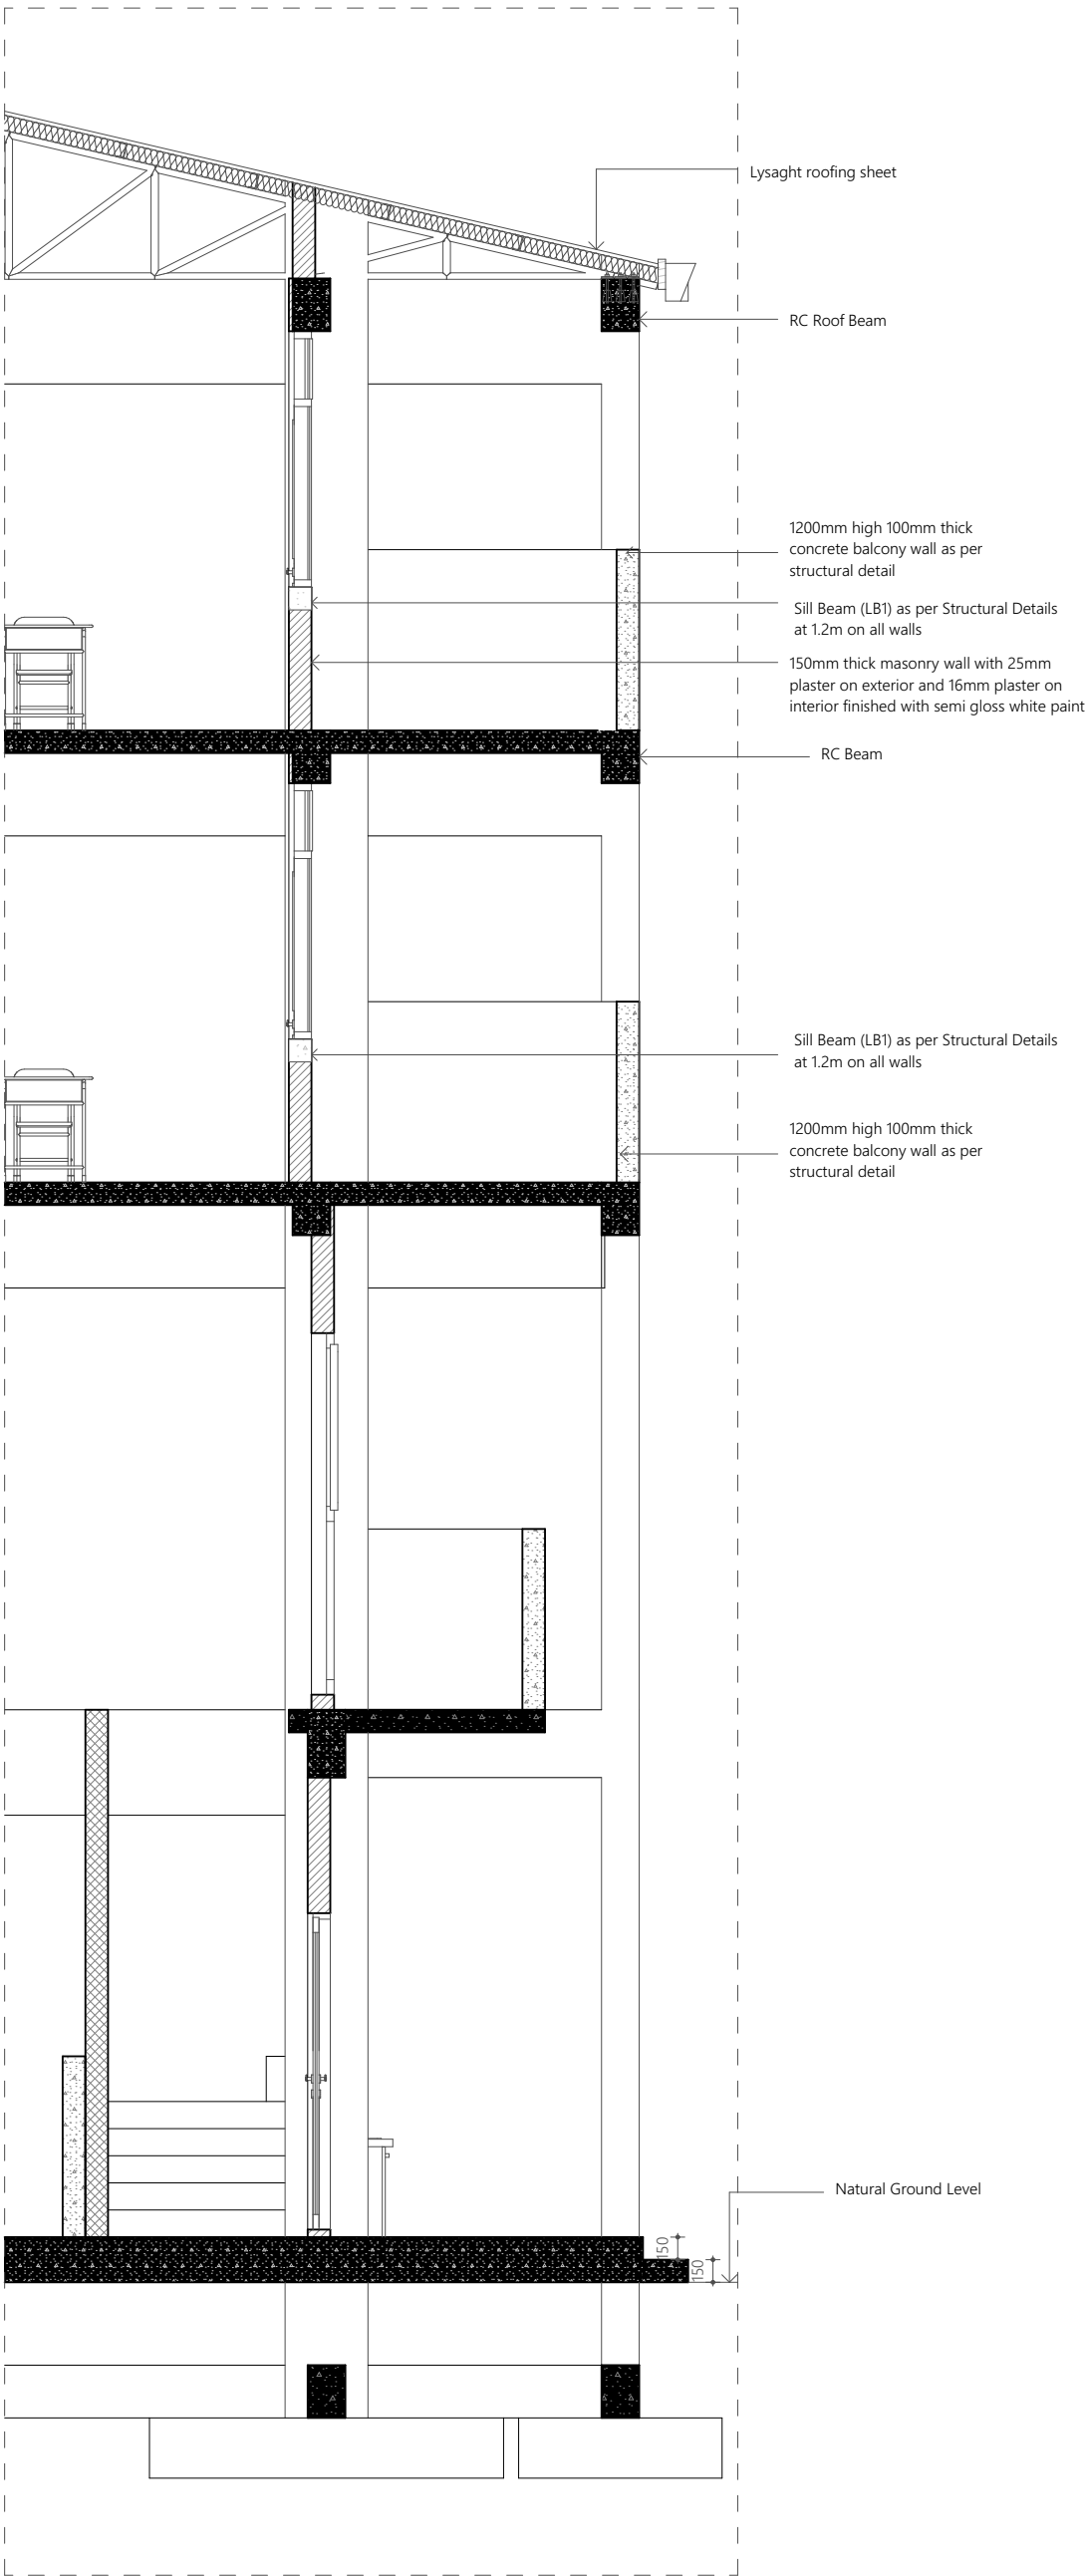 Lysaght roofing sheet
RC Roof Beam
1200mm high 100mm thick
concrete balcony wall as per
structural detail
Sill Beam (LB1) as per Structural Details
at 1.2m on all walls
150mm thick masonry wall with 25mm
plaster on exterior and 16mm plaster on
interior finished with semi gloss white paint
RC Beam
Sill Beam (LB1) as per Structural Details
at 1.2m on all walls
1200mm high 100mm thick
concrete balcony wall as per
structural detail
Natural Ground Level
150
150